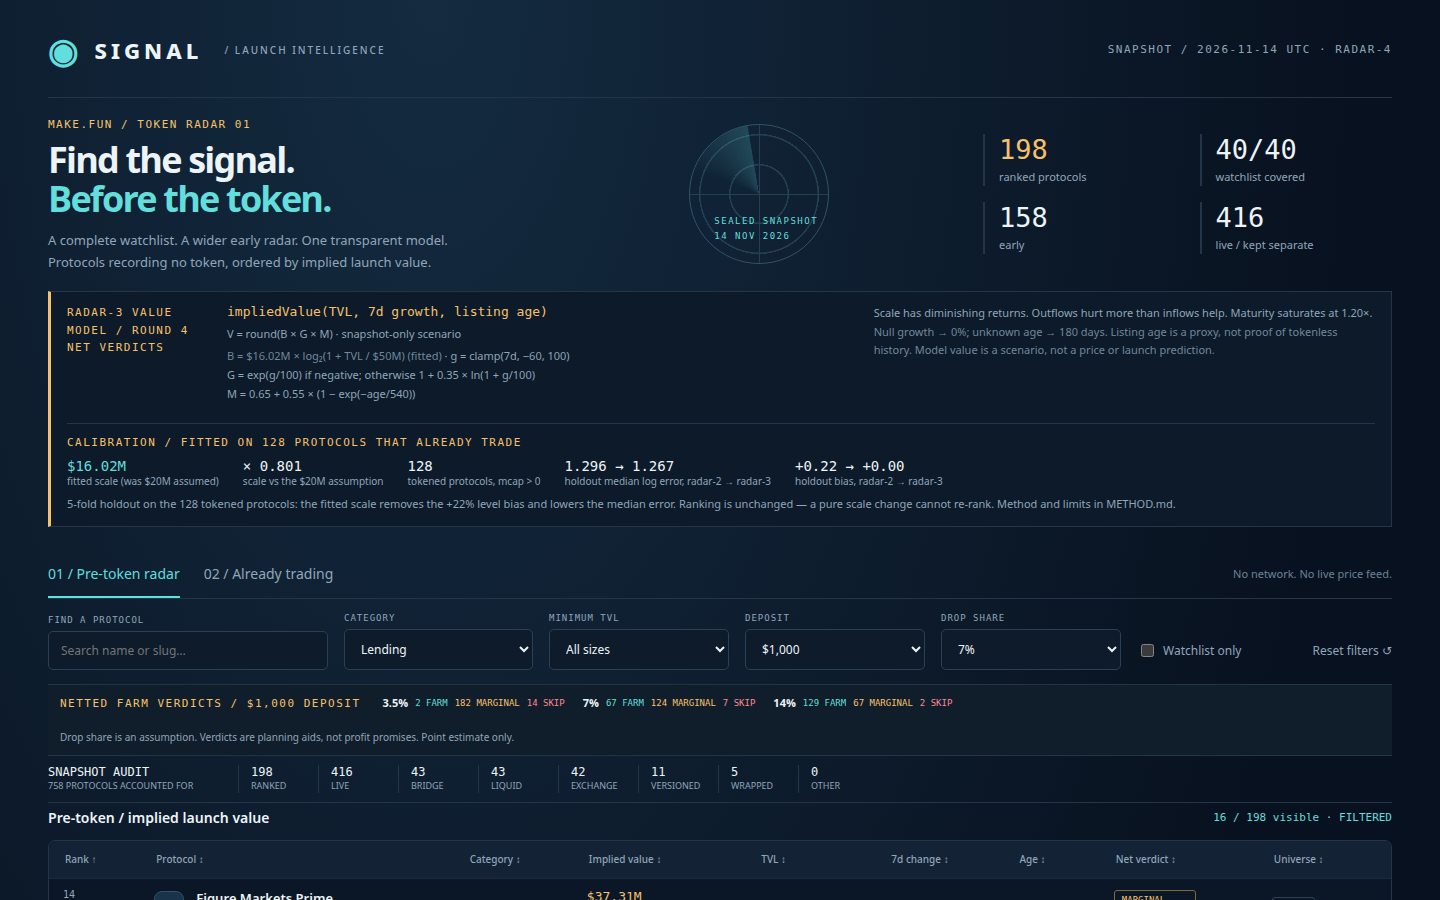 SIGNAL / LAUNCH INTELLIGENCE
SNAPSHOT / 2026-11-14 UTC · RADAR-4
MAKE.FUN / TOKEN RADAR 01
Find the signal.
Before the token.
A complete watchlist. A wider early radar. One transparent model.
Protocols recording no token, ordered by implied launch value.
SEALED SNAPSHOT
14 NOV 2026
198
ranked protocols
40/40
watchlist covered
158
early
416
live / kept separate
RADAR-3 VALUE
MODEL / ROUND 4
NET VERDICTS
impliedValue(TVL, 7d growth, listing age)
V = round(B × G × M) · snapshot-only scenario
B = $16.02M × log₂(1 + TVL / $50M) (fitted) · g = clamp(7d, −60, 100)
G = exp(g/100) if negative; otherwise 1 + 0.35 × ln(1 + g/100)
M = 0.65 + 0.55 × (1 − exp(−age/540))
Scale has diminishing returns. Outflows hurt more than inflows help. Maturity saturates at 1.20×.
Null growth → 0%; unknown age → 180 days. Listing age is a proxy, not proof of tokenless
history. Model value is a scenario, not a price or launch prediction.
CALIBRATION / FITTED ON 128 PROTOCOLS THAT ALREADY TRADE
$16.02M
fitted scale (was $20M assumed)
× 0.801
scale vs the $20M assumption
128
tokened protocols, mcap > 0
1.296 → 1.267
holdout median log error, radar-2 → radar-3
+0.22 → +0.00
holdout bias, radar-2 → radar-3
5-fold holdout on the 128 tokened protocols: the fitted scale removes the +22% level bias and lowers the median error. Ranking is unchanged — a pure scale change cannot re-rank. Method and limits in METHOD.md.
01 / Pre-token radar
02 / Already trading
No network. No live price feed.
FIND A PROTOCOL
Search name or slug...
CATEGORY
Lending
MINIMUM TVL
All sizes
DEPOSIT
$1,000
DROP SHARE
7%
Watchlist only
Reset filters ↺
NETTED FARM VERDICTS / $1,000 DEPOSIT 3.5% 2 FARM 182 MARGINAL 14 SKIP 7% 67 FARM 124 MARGINAL 7 SKIP 14% 129 FARM 67 MARGINAL 2 SKIP
Drop share is an assumption. Verdicts are planning aids, not profit promises. Point estimate only.
SNAPSHOT AUDIT
758 PROTOCOLS ACCOUNTED FOR
198
RANKED
416
LIVE
43
BRIDGE
43
LIQUID
42
EXCHANGE
11
VERSIONED
5
WRAPPED
0
OTHER
Pre-token / implied launch value
16 / 198 visible · FILTERED
Rank ↑ Protocol ↕ Category ↕ Implied value ↕ TVL ↕ 7d change ↕ Age ↕ Net verdict ↕ Universe ↕
14 Figure Markets Prime $37.31M MARGINAL